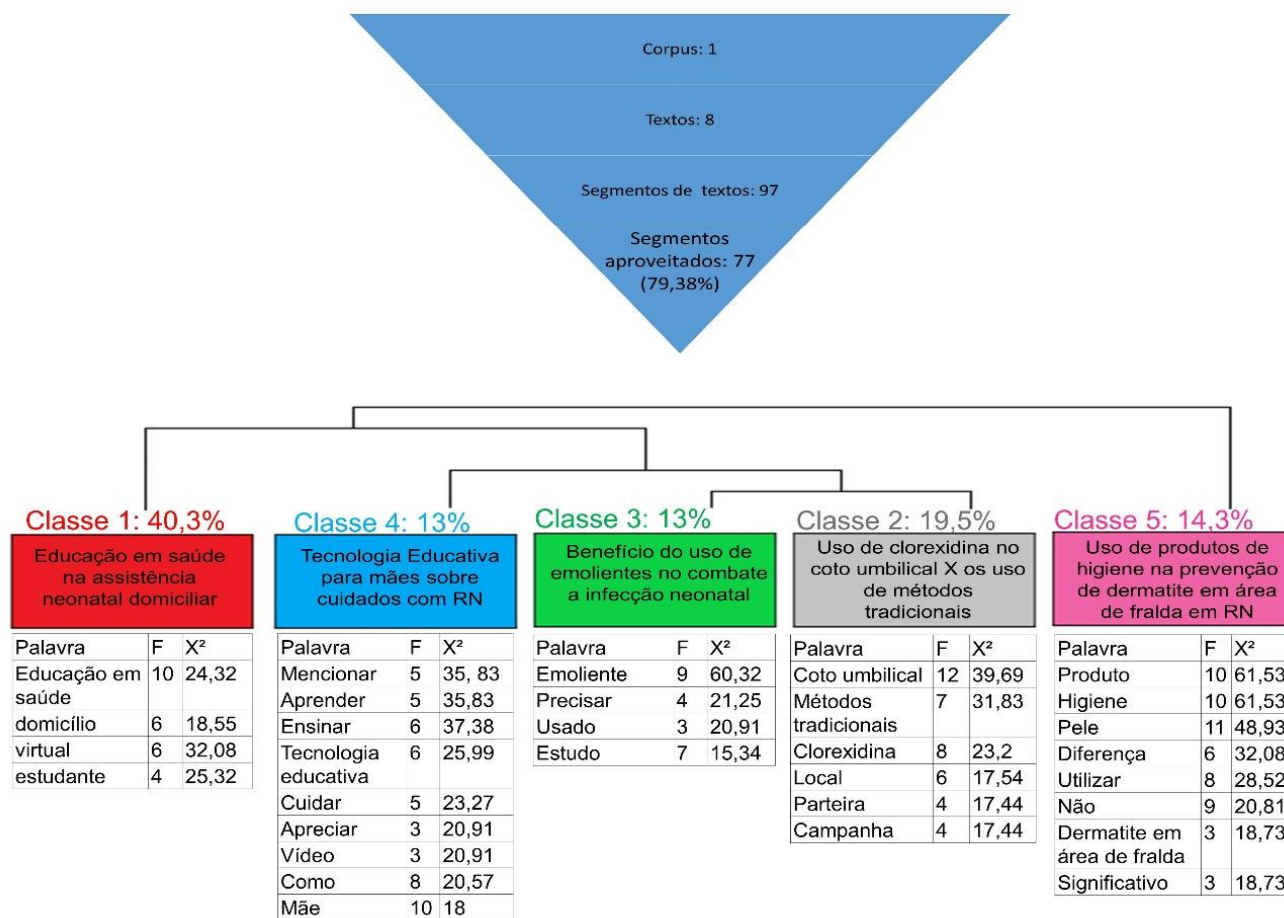 Corpus: 1
Textos: 8
Segmentos de textos: 97
Segmentos
aproveitados: 77
(79,38%)
Classe 1: 40,3%
Educação em saúde
na assistência
neonatal domiciliar
Palavra F X²
Educação em 10 24,32
saúde
domicílio 6 18,55
virtual 6 32,08
estudante 4 25,32
Classe 4: 13%
Tecnologia Educativa
para mães sobre
cuidados com RN
Palavra F X²
Mencionar 5 35, 83
Aprender 5 35,83
Ensinar 6 37,38
Tecnologia 6 25,99
educativa
Cuidar 5 23,27
Apreciar 3 20,91
Vídeo 3 20,91
Como 8 20,57
Mãe 10 18
Classe 3: 13%
Benefício do uso de
emolientes no combate
a infecção neonatal
Palavra F X²
Emoliente 9 60,32
Precisar 4 21,25
Usado 3 20,91
Estudo 7 15,34
Classe 2: 19,5%
Uso de clorexidina no
coto umbilical X os uso
de métodos
tradicionais
Palavra F X²
Coto umbilical 12 39,69
Métodos 7 31,83
tradicionais
Clorexidina 8 23,2
Local 6 17,54
Parteira 4 17,44
Campanha 4 17,44
Classe 5: 14,3%
Uso de produtos de
higiene na prevenção
de dermatite em área
de fralda em RN
Palavra F X²
Produto 10 61,53
Higiene 10 61,53
Pele 11 48,93
Diferença 6 32,08
Utilizar 8 28,52
Não 9 20,81
Dermatite em 3 18,73
área de fralda
Significativo 3 18,73